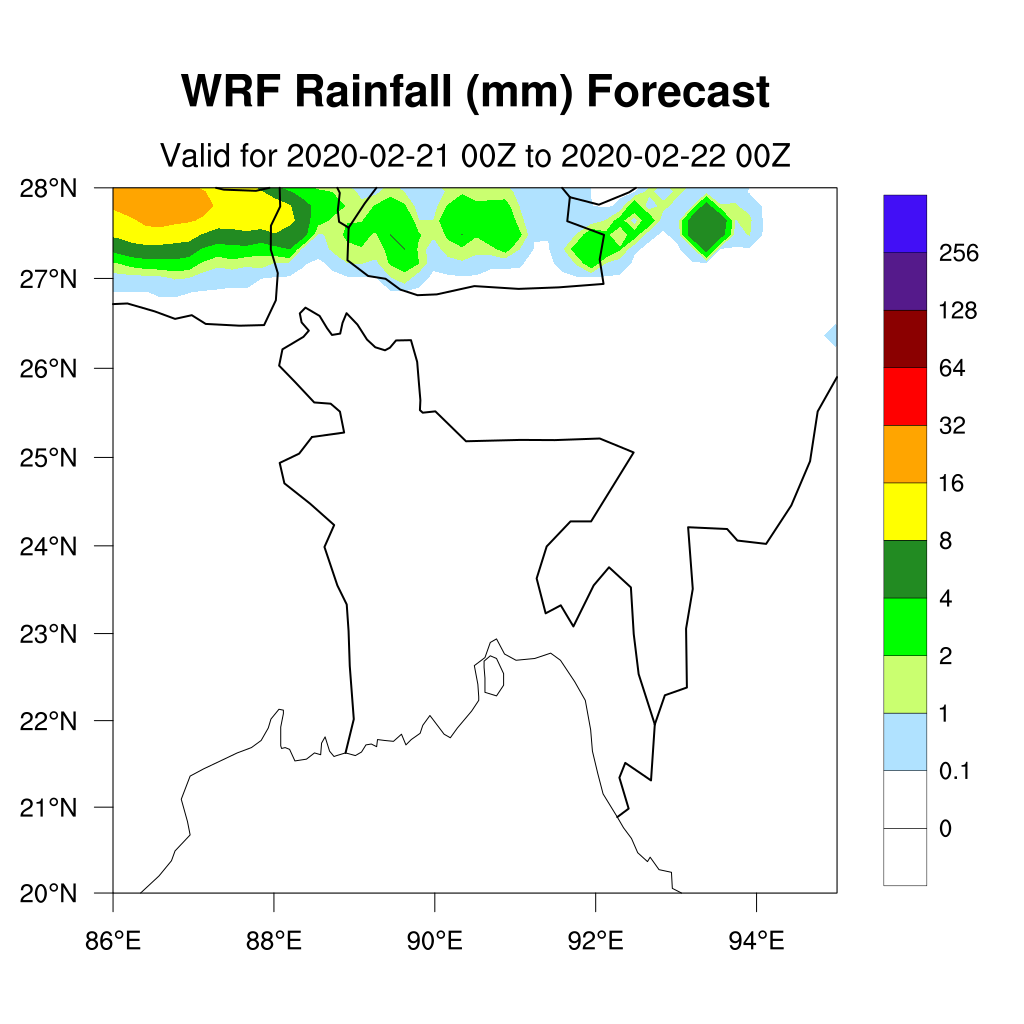 WRF Rainfall (mm) Forecast
Valid for 2020-02-21 00Z to 2020-02-22 00Z
28°N
27°N
26°N
25°N
24°N
23°N
22°N
21°N
20°N
86°E 88°E 90°E 92°E 94°E
256
128
64
32
16
8
4
2
1
0.1
0